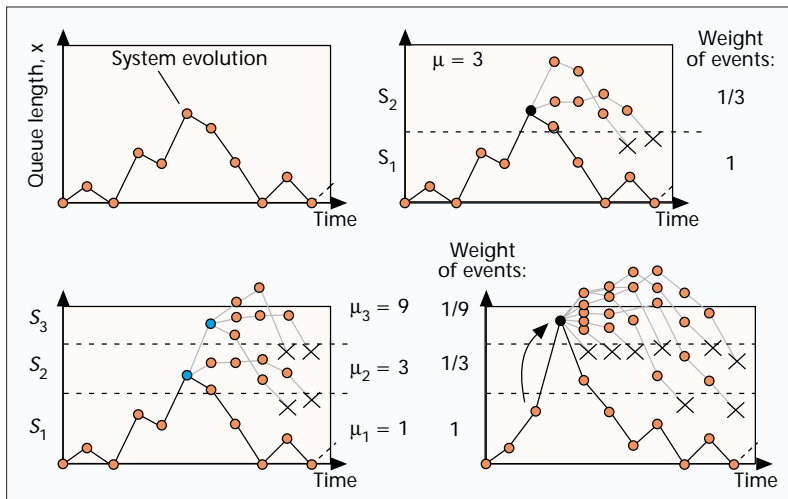 Queue length, x
System evolution
Time
μ = 3
Weight
of events:
S2
1/3
S1
1
Time
Weight
of events:
S3
μ3 = 9
1/9
S2
μ2 = 3
1/3
S1
μ1 = 1
1
Time
Time